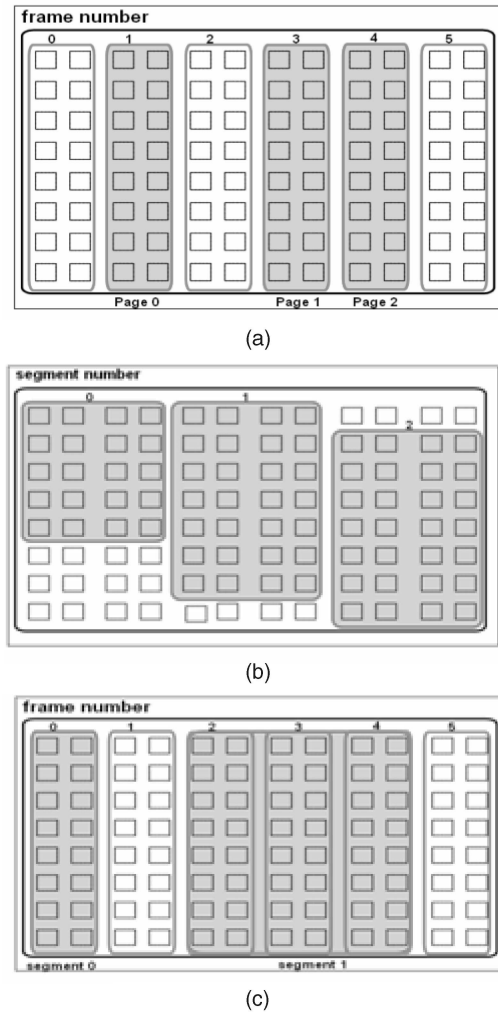 frame number
0 1 2 3 4 5
Page 0 Page 1 Page 2
(a)
segment number
0 1
2
(b)
frame number
0 1 2 3 4 5
segment 0 segment 1
(c)